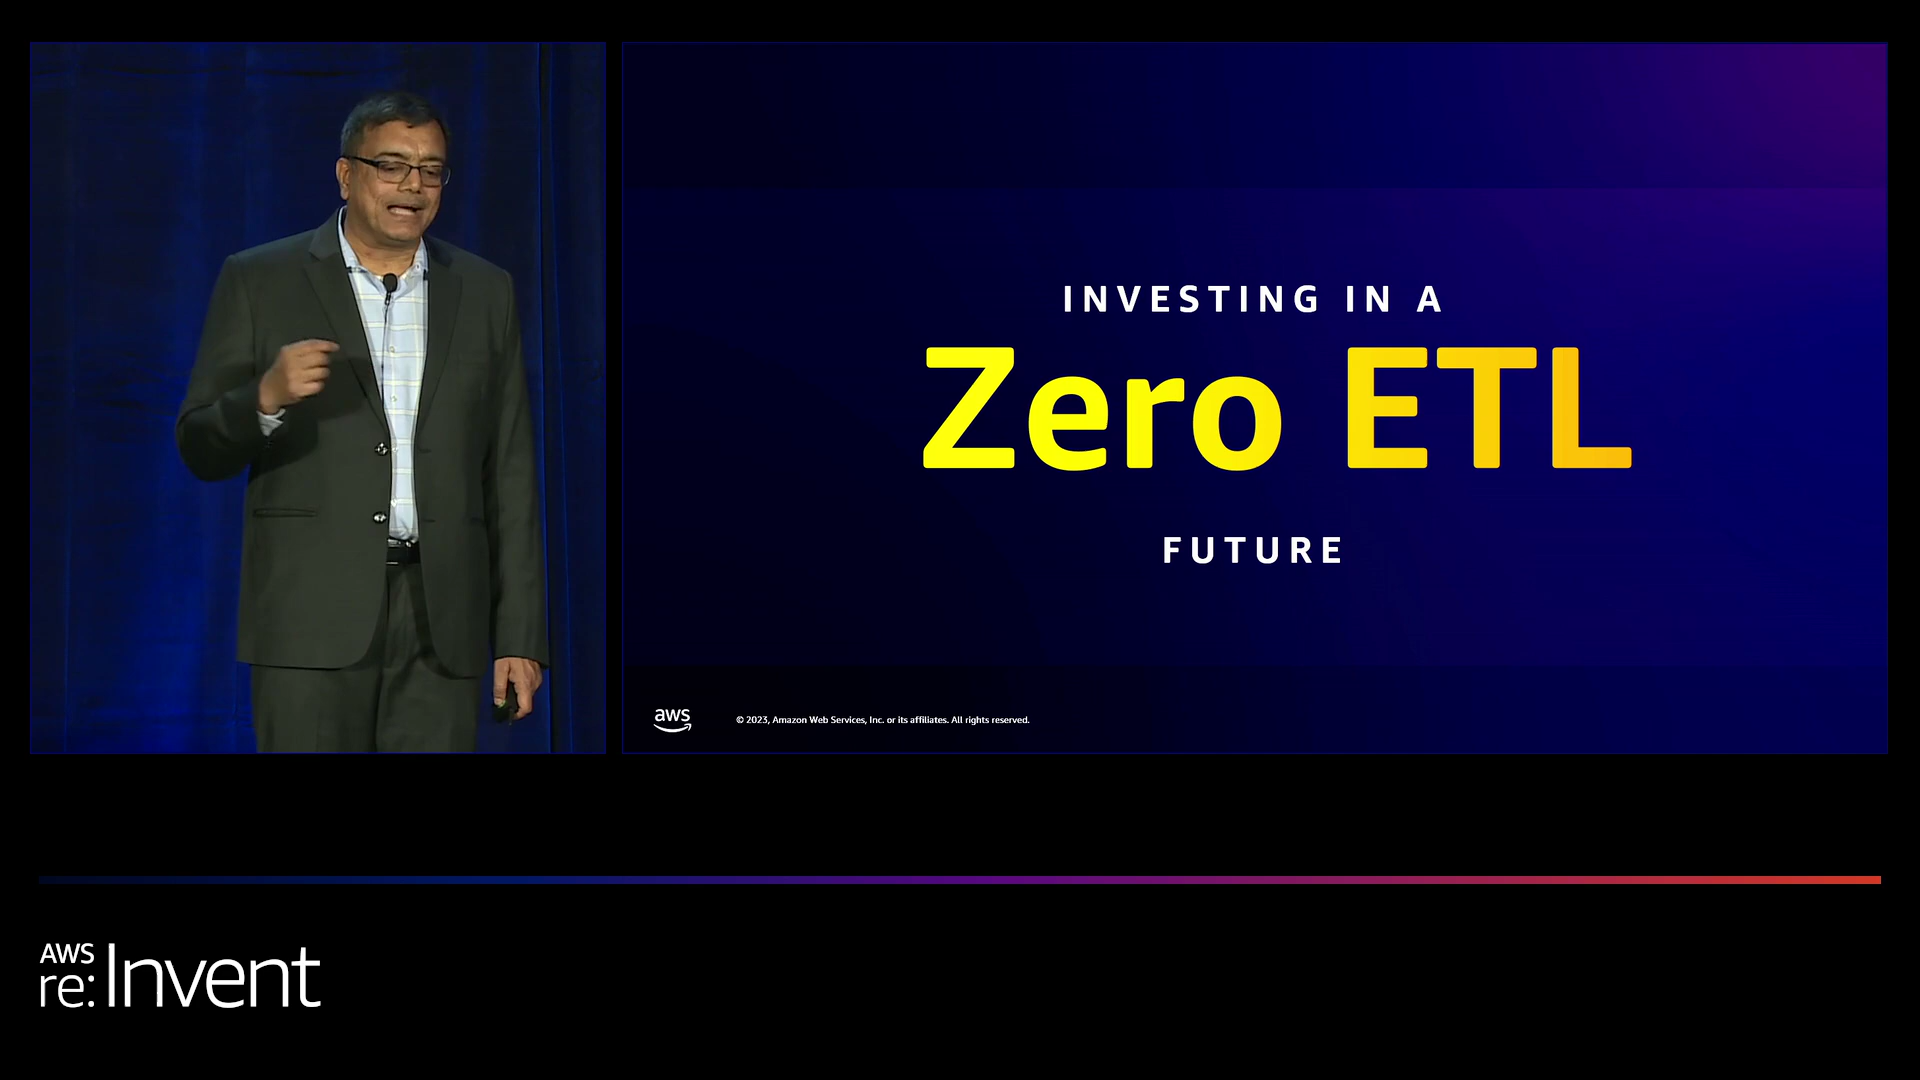 INVESTING IN A
Zero ETL
FUTURE
aws
© 2023, Amazon Web Services, Inc. or its affiliates. All rights reserved.
AWS
re:Invent